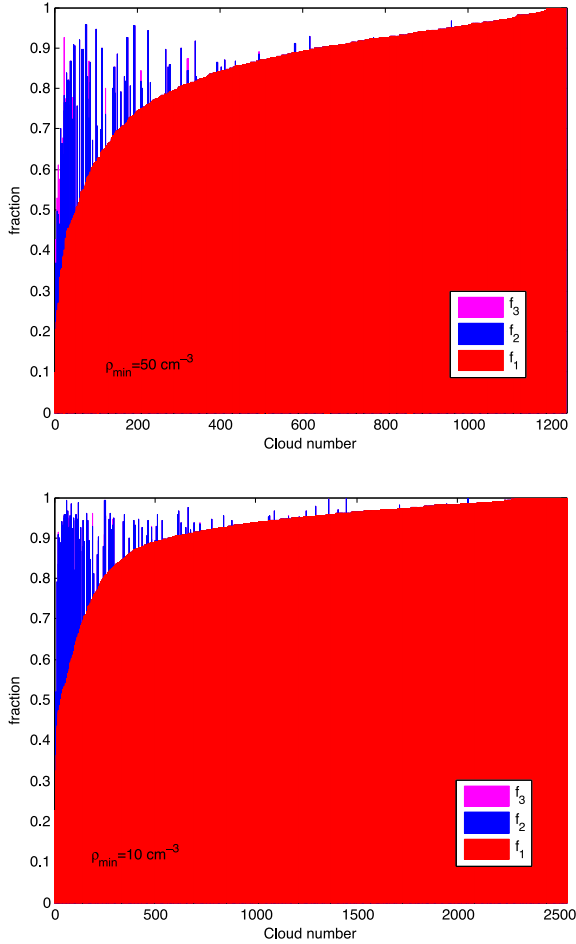 1
0.9
0.8
0.7
0.6
0.5
0.4
0.3
0.2
0.1
0
fraction
ρmin=50 cm−3
f3
f2
f1
0 200 400 600 800 1000 1200
Cloud number
1
0.9
0.8
0.7
0.6
0.5
0.4
0.3
0.2
0.1
0
fraction
ρmin=10 cm−3
f3
f2
f1
0 500 1000 1500 2000 2500
Cloud number